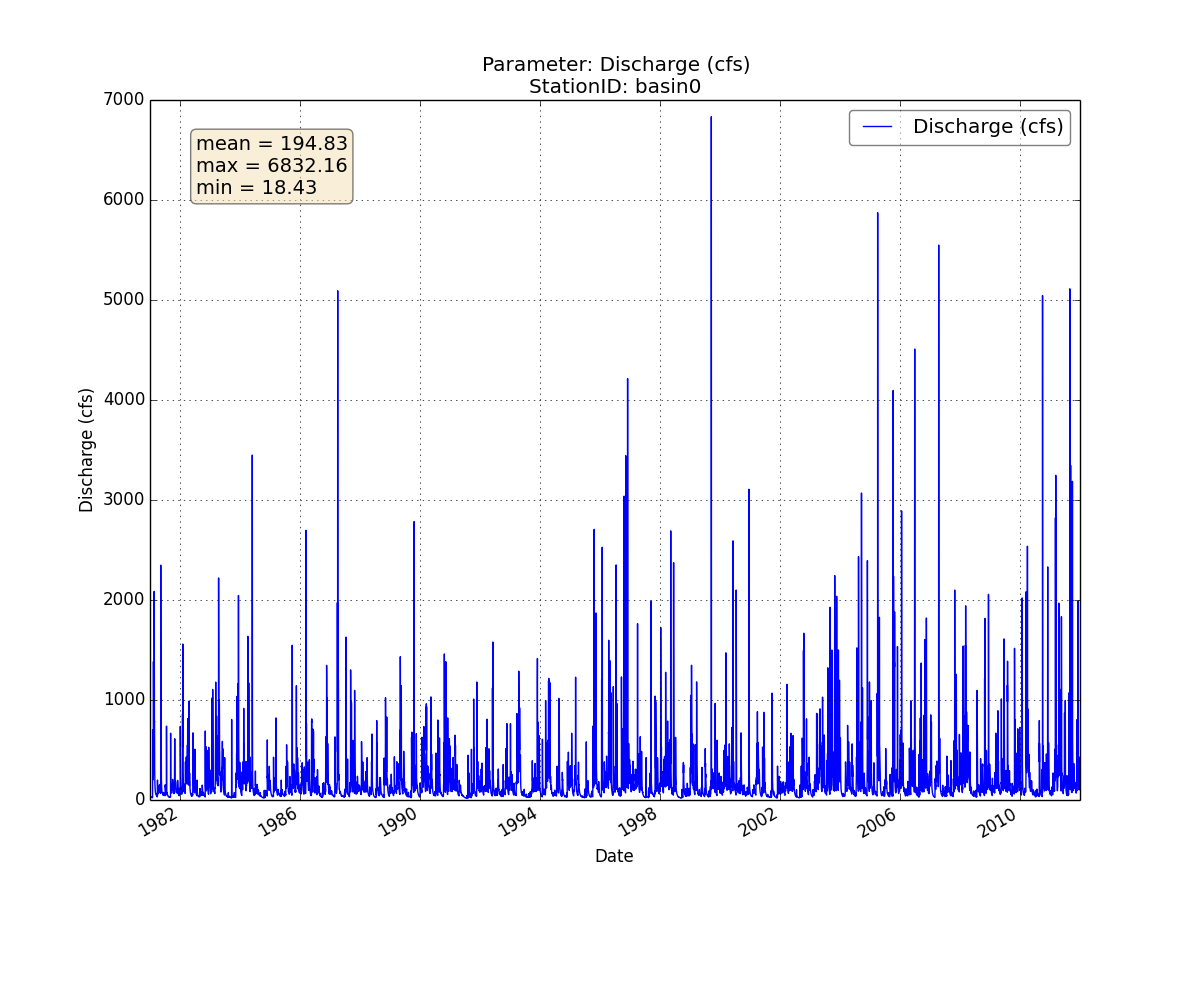 Parameter: Discharge (cfs)
StationID: basin0
7000
6000
5000
4000
3000
2000
1000
0
Discharge (cfs)
mean = 194.83
max = 6832.16
min = 18.43
Discharge (cfs)
1982
1986
1990
1994
1998
2002
2006
2010
Date